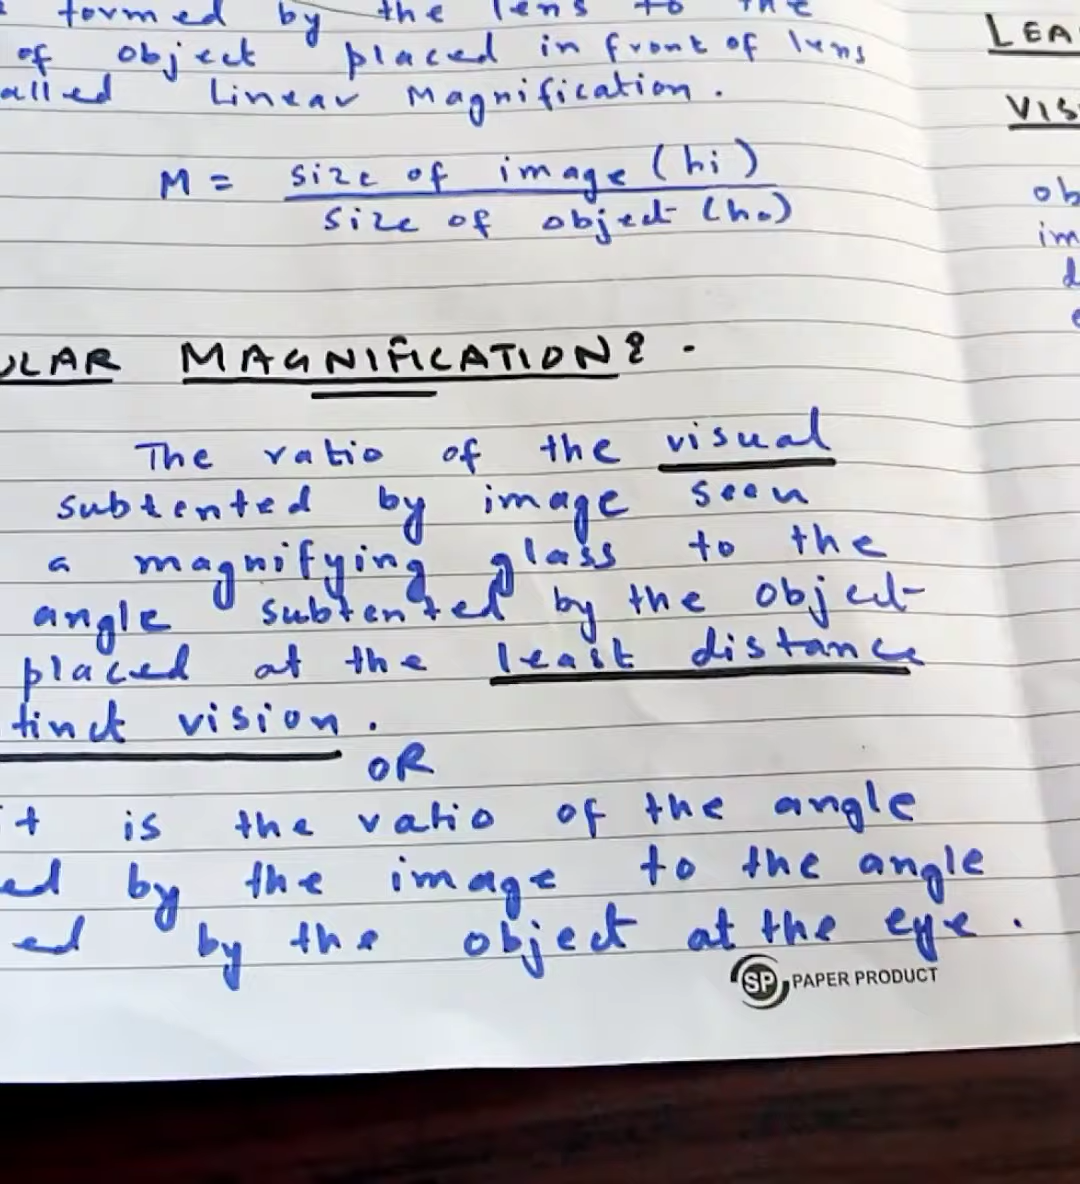 formed by the lens to the
of object placed in front of lens
alled Linear Magnification.
M = size of image (hi)
size of object (ho)
ULAR MAGNIFICATION? .
The ratio of the visual
subtented by image seen
a magnifying glass to the
angle subtented by the object
placed at the least distance
tinct vision.
OR
it is the ratio of the angle
ed by the image to the angle
ed by the object at the eye.
SP PAPER PRODUCT
LEA
VIS
ob
im
d
e